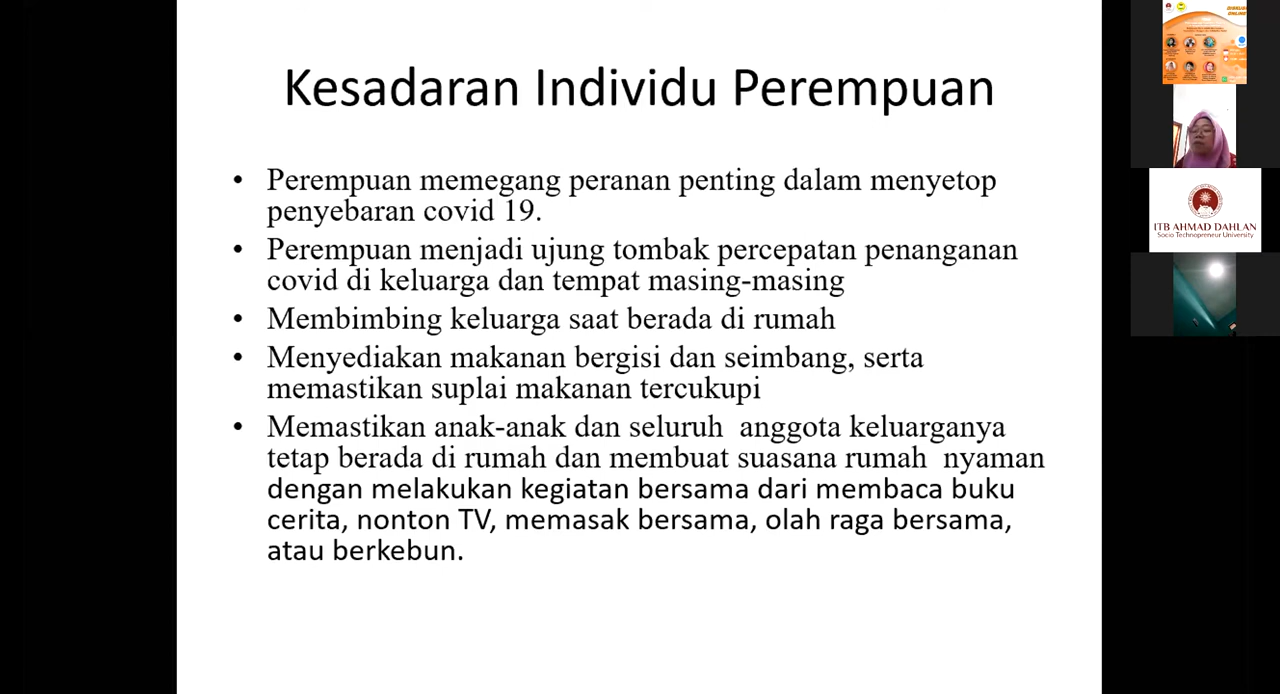 Kesadaran Individu Perempuan
• Perempuan memegang peranan penting dalam menyetop
penyebaran covid 19.
• Perempuan menjadi ujung tombak percepatan penanganan
covid di keluarga dan tempat masing-masing
• Membimbing keluarga saat berada di rumah
• Menyediakan makanan bergisi dan seimbang, serta
memastikan suplai makanan tercukupi
• Memastikan anak-anak dan seluruh  anggota keluarganya
tetap berada di rumah dan membuat suasana rumah  nyaman
dengan melakukan kegiatan bersama dari membaca buku
cerita, nonton TV, memasak bersama, olah raga bersama,
atau berkebun.
ITB AHMAD DAHLAN
Socio Technopreneur University